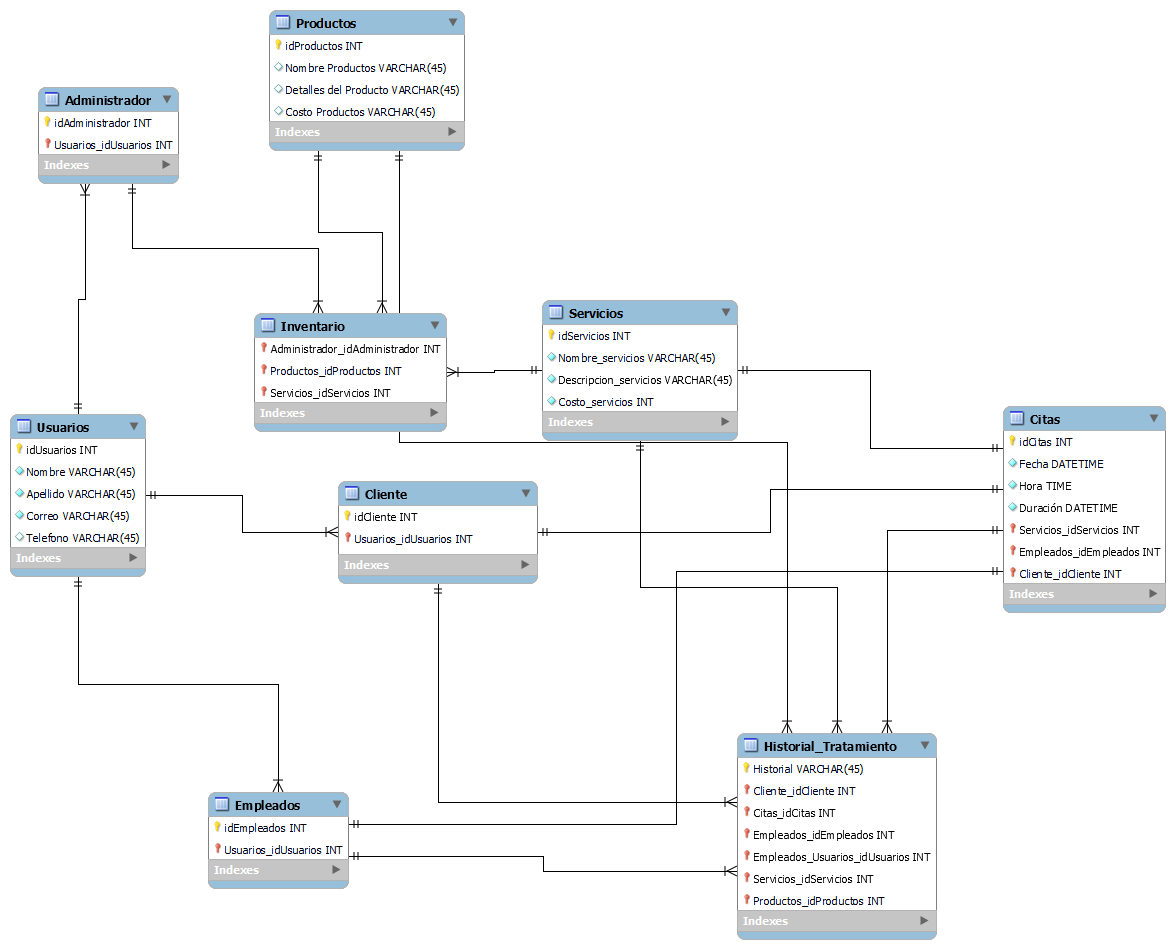 Productos
idProductos INT
Nombre Productos VARCHAR(45)
Detalles del Producto VARCHAR(45)
Costo Productos VARCHAR(45)
Indexes
Administrador
idAdministrador INT
Usuarios_idUsuarios INT
Indexes
Inventario
Administrador_idAdministrador INT
Productos_idProductos INT
Servicios_idServicios INT
Indexes
Servicios
idServicios INT
Nombre_servicios VARCHAR(45)
Descripcion_servicios VARCHAR(45)
Costo_servicios INT
Indexes
Citas
idCitas INT
Fecha DATETIME
Hora TIME
Duración DATETIME
Servicios_idServicios INT
Empleados_idEmpleados INT
Cliente_idCliente INT
Indexes
Usuarios
idUsuarios INT
Nombre VARCHAR(45)
Apellido VARCHAR(45)
Correo VARCHAR(45)
Telefono VARCHAR(45)
Indexes
Cliente
idCliente INT
Usuarios_idUsuarios INT
Indexes
Empleados
idEmpleados INT
Usuarios_idUsuarios INT
Indexes
Historial_Tratamiento
Historial VARCHAR(45)
Cliente_idCliente INT
Citas_idCitas INT
Empleados_idEmpleados INT
Empleados_Usuarios_idUsuarios INT
Servicios_idServicios INT
Productos_idProductos INT
Indexes